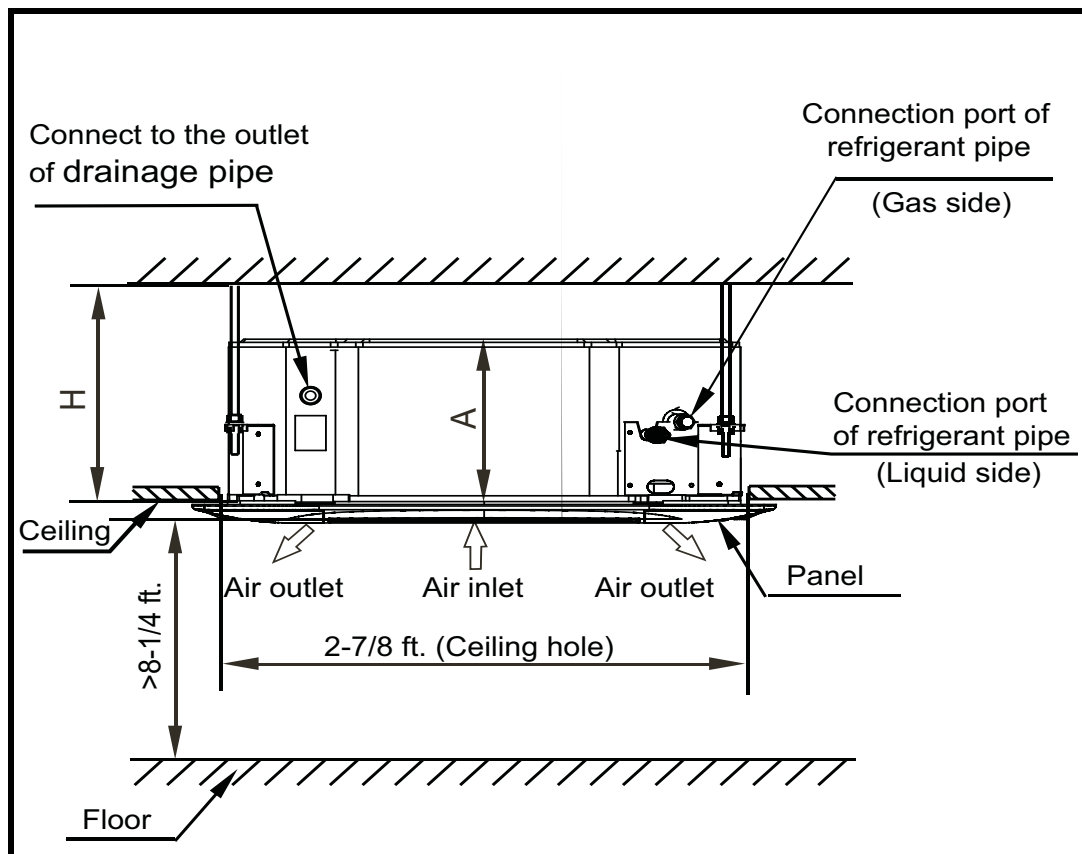 Connect to the outlet
of drainage pipe
Connection port of
refrigerant pipe
(Gas side)
H
A
Connection port
of refrigerant pipe
(Liquid side)
Ceiling
Air outlet
Air inlet
Air outlet
Panel
>8-1/4 ft.
2-7/8 ft. (Ceiling hole)
Floor